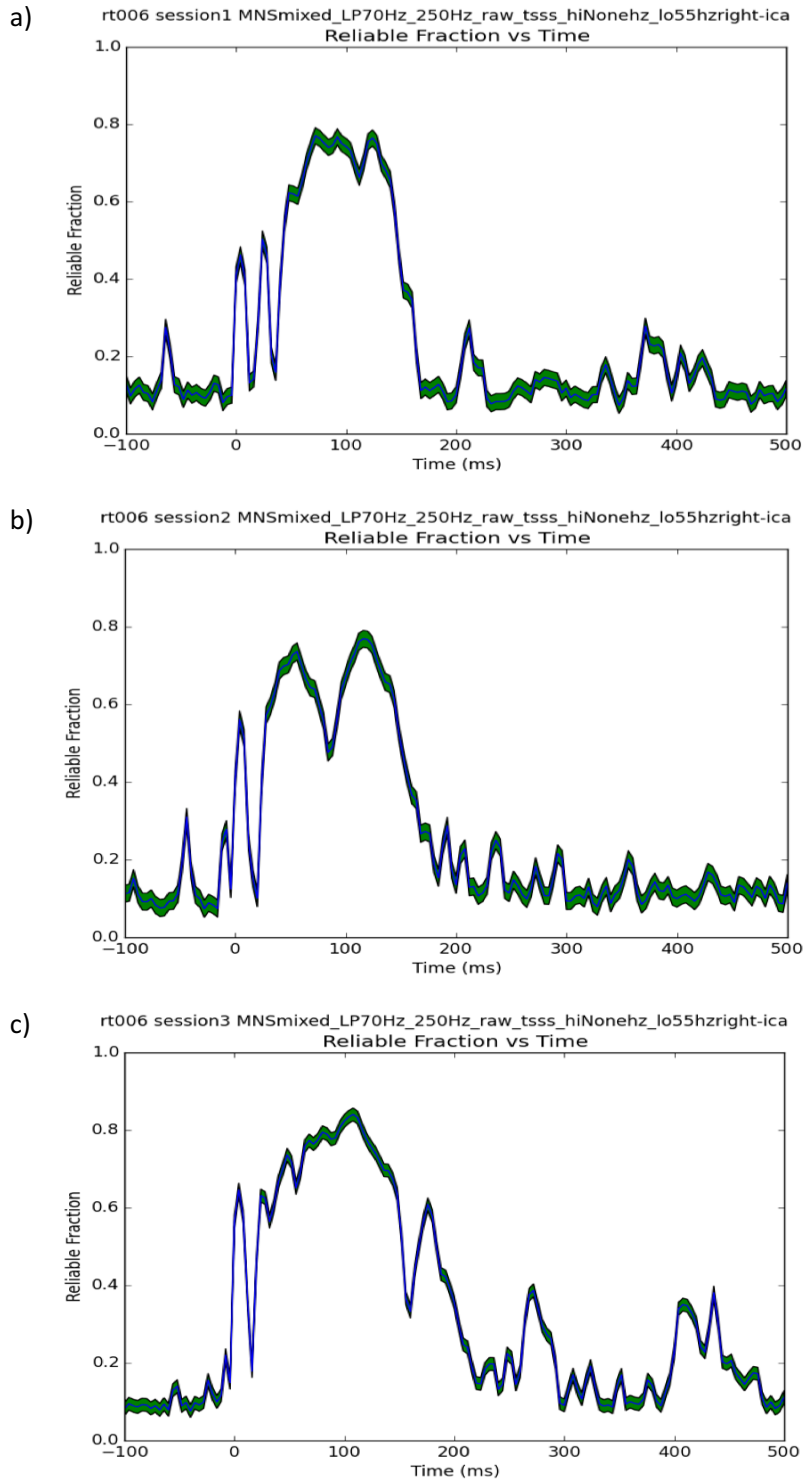 a)
rt006 session1 MNSmixed_LP70Hz_250Hz_raw_tsss_hiNonehz_lo55hzright-ica
Reliable Fraction vs Time
1.0
0.8
0.6
0.4
0.2
0.0
Reliable Fraction
−100
0
100
200
300
400
500
Time (ms)
b)
rt006 session2 MNSmixed_LP70Hz_250Hz_raw_tsss_hiNonehz_lo55hzright-ica
Reliable Fraction vs Time
1.0
0.8
0.6
0.4
0.2
0.0
Reliable Fraction
−100
0
100
200
300
400
500
Time (ms)
c)
rt006 session3 MNSmixed_LP70Hz_250Hz_raw_tsss_hiNonehz_lo55hzright-ica
Reliable Fraction vs Time
1.0
0.8
0.6
0.4
0.2
0.0
Reliable Fraction
−100
0
100
200
300
400
500
Time (ms)